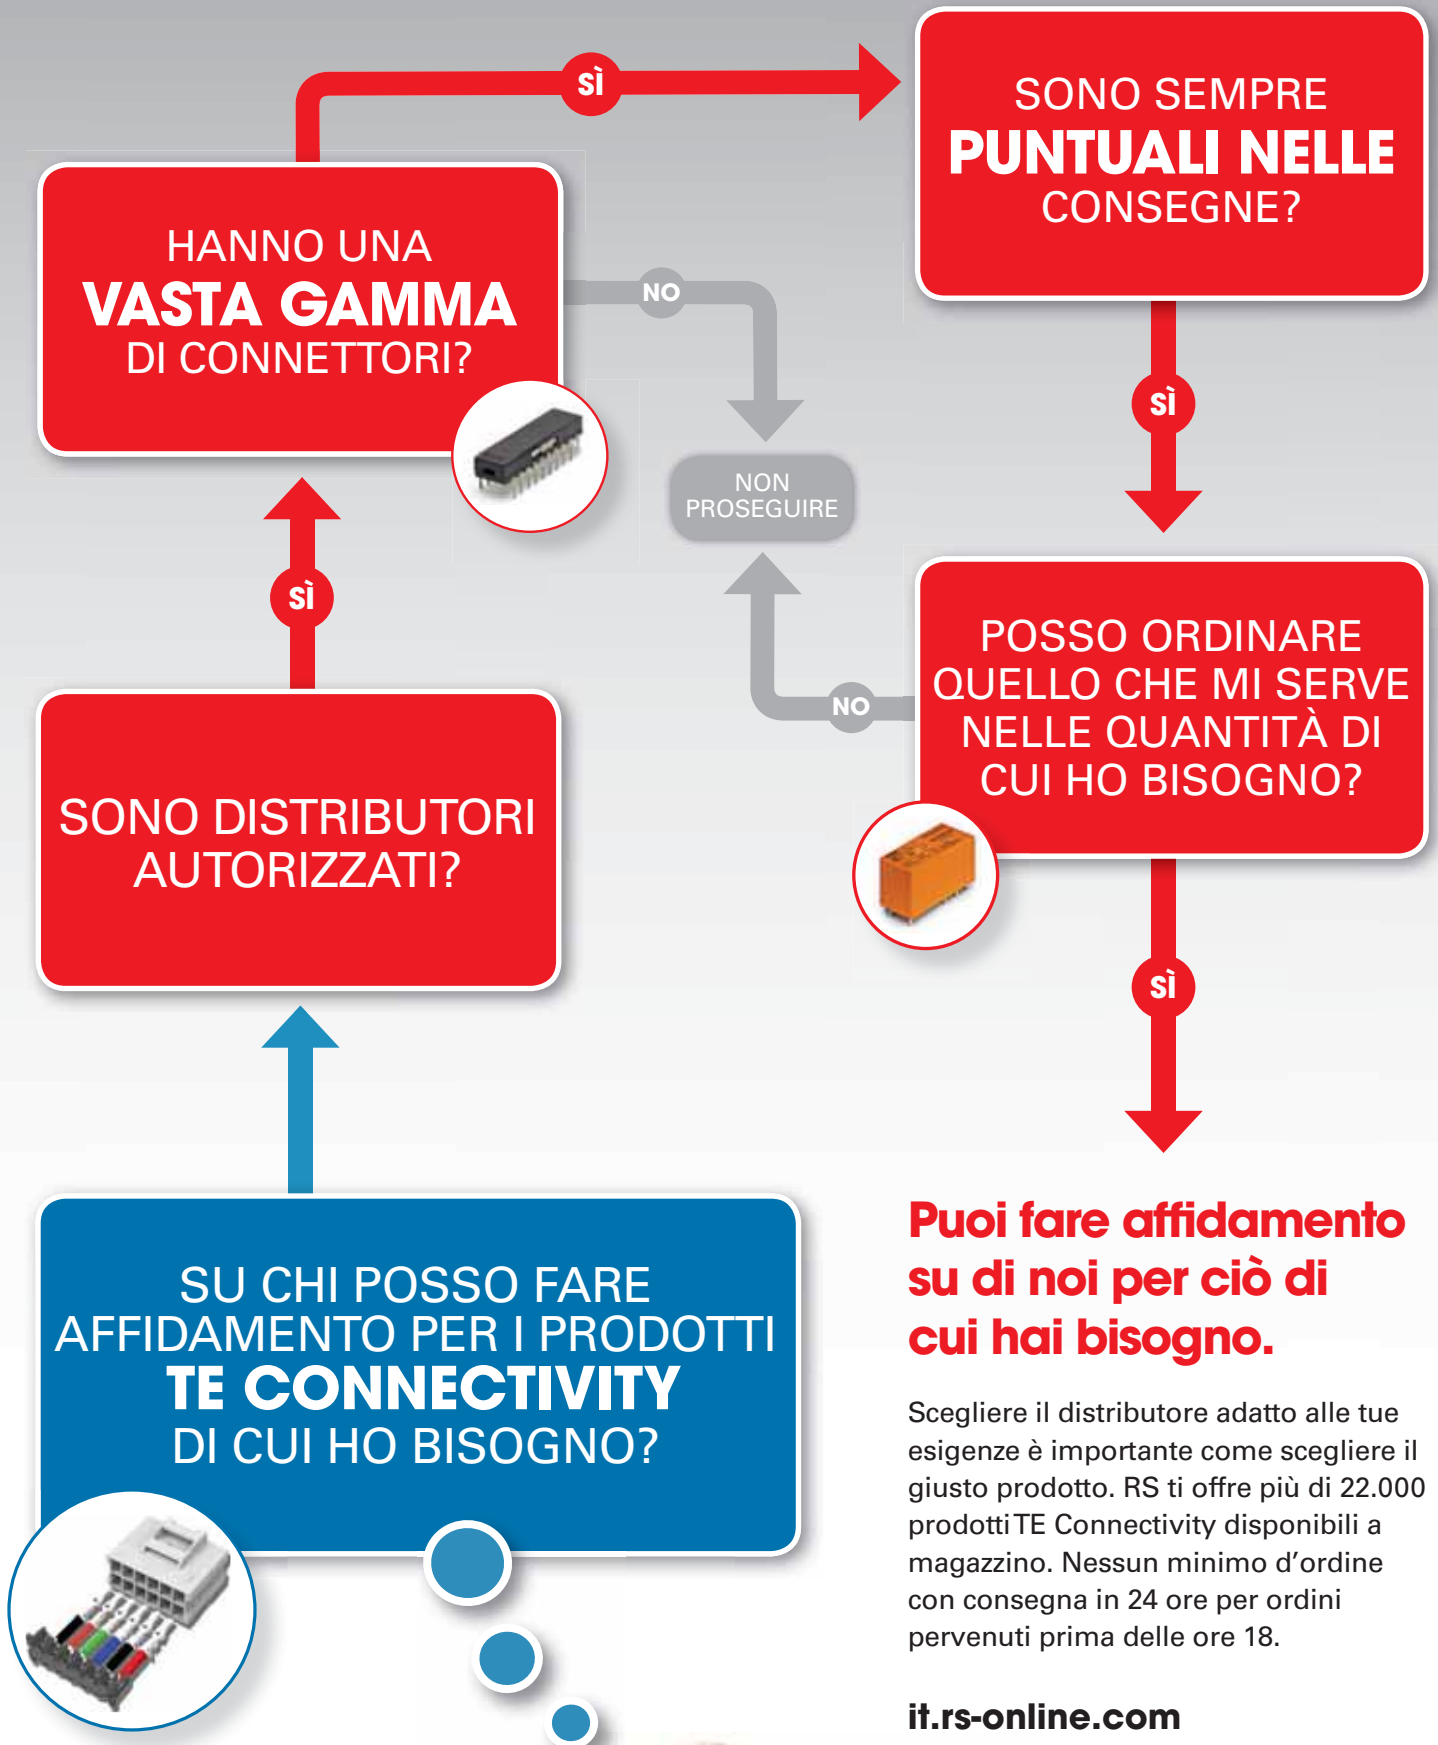 SÌ
SONO SEMPRE
PUNTUALI NELLE
CONSEGNE?
HANNO UNA
VASTA GAMMA
DI CONNETTORI?
NO
SÌ
NON
PROSEGUIRE
SÌ
POSSO ORDINARE
QUELLO CHE MI SERVE
NELLE QUANTITÀ DI
CUI HO BISOGNO?
NO
SONO DISTRIBUTORI
AUTORIZZATI?
SÌ
SU CHI POSSO FARE
AFFIDAMENTO PER I PRODOTTI
TE CONNECTIVITY
DI CUI HO BISOGNO?
Puoi fare affidamento
su di noi per ciò di
cui hai bisogno.
Scegliere il distributore adatto alle tue
esigenze è importante come scegliere il
giusto prodotto. RS ti offre più di 22.000
prodotti TE Connectivity disponibili a
magazzino. Nessun minimo d'ordine
con consegna in 24 ore per ordini
pervenuti prima delle ore 18.
it.rs-online.com